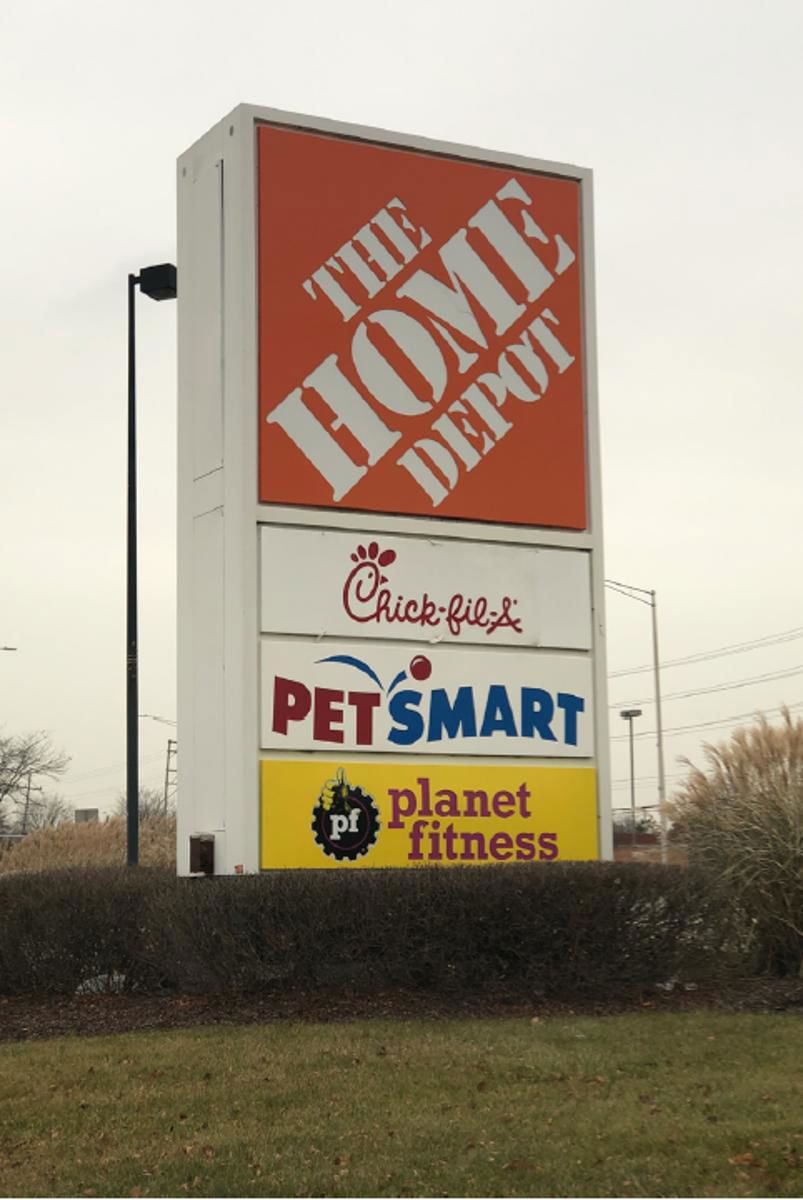 THE
HOME
DEPOT
Chick-fil-A
PETSMART
pf
planet
fitness